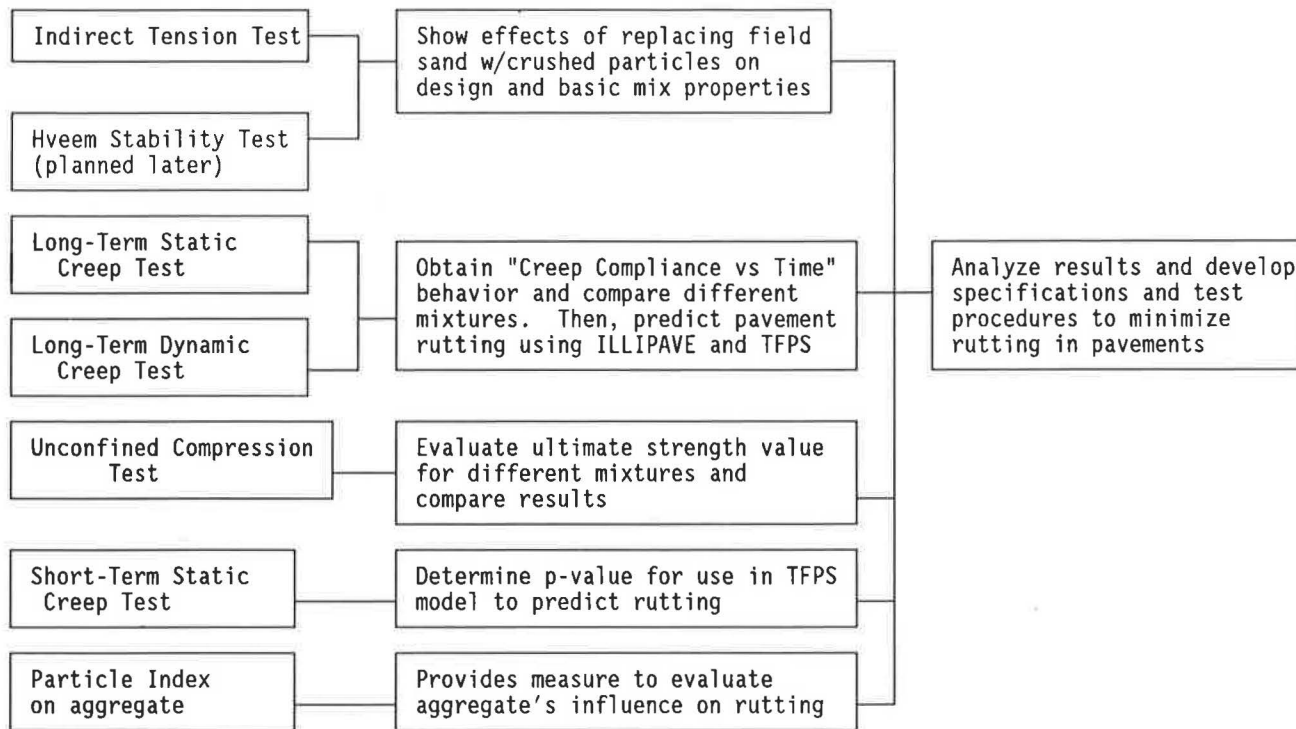 Indirect Tension Test
Hveem Stability Test
(planned later)
Show effects of replacing field
sand w/crushed particles on
design and basic mix properties
Long-Term Static
Creep Test
Long-Term Dynamic
Creep Test
Obtain "Creep Compliance vs Time"
behavior and compare different
mixtures. Then, predict pavement
rutting using ILLIPAVE and TFPS
Analyze results and develop
specifications and test
procedures to minimize
rutting in pavements
Unconfined Compression
Test
Evaluate ultimate strength value
for different mixtures and
compare results
Short-Term Static
Creep Test
Determine p-value for use in TFPS
model to predict rutting
Particle Index
on aggregate
Provides measure to evaluate
aggregate's influence on rutting